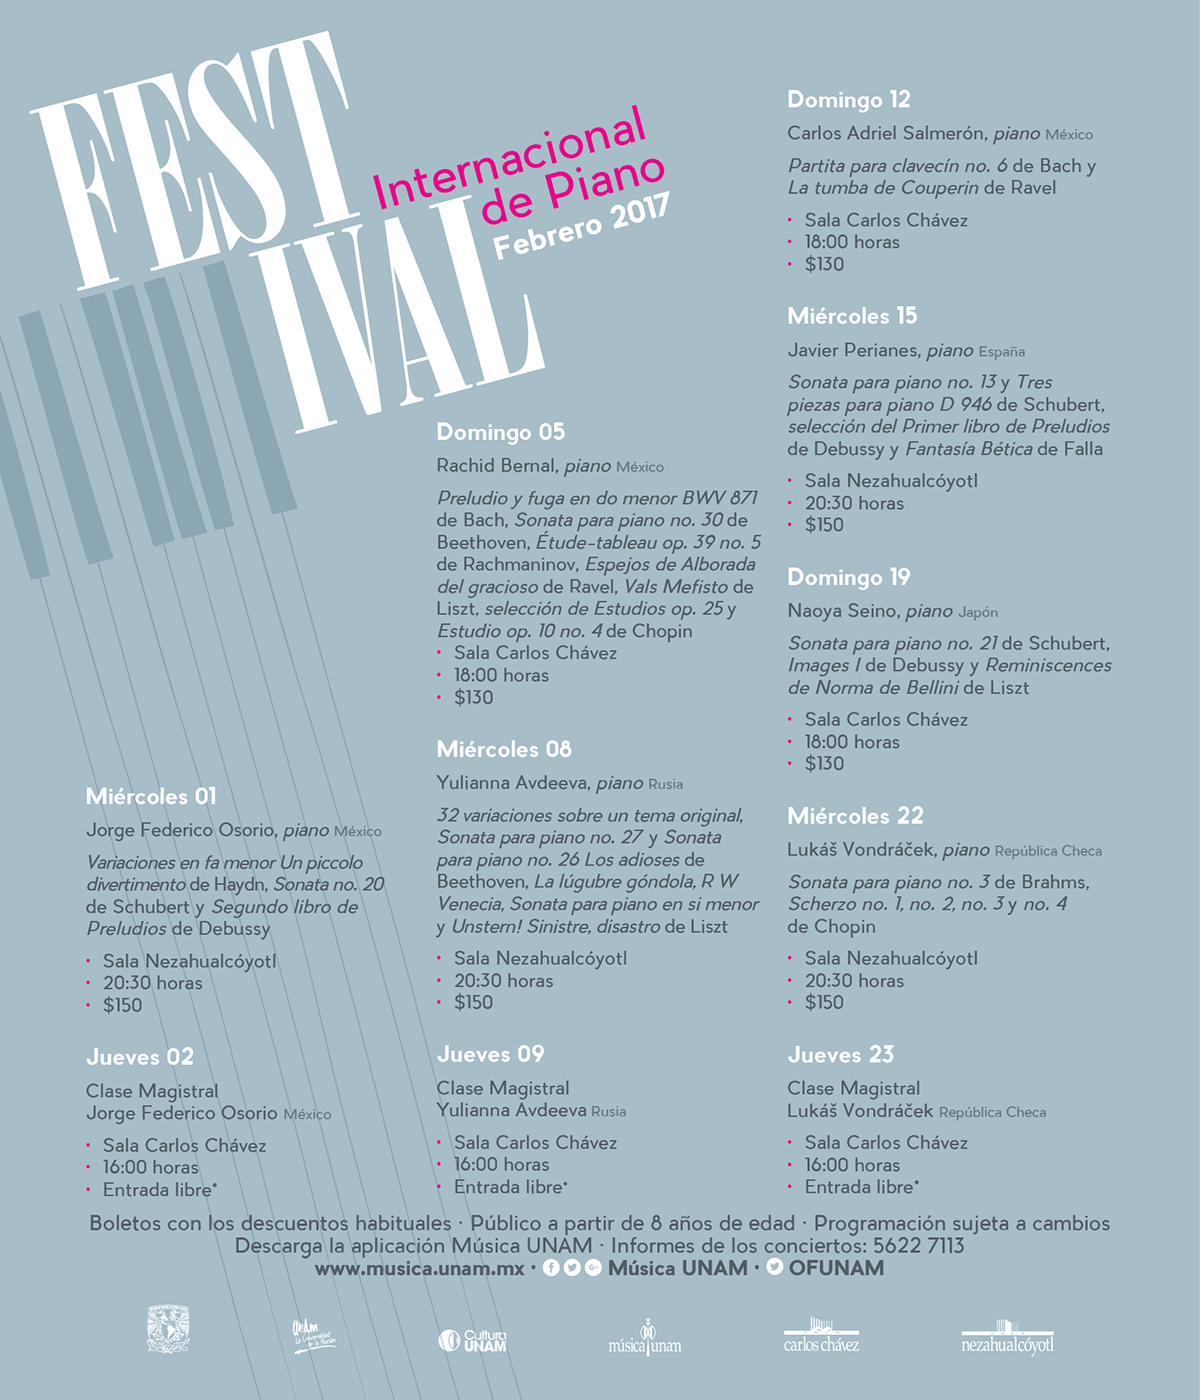 FEST
IVAL
Internacional
de Piano
Febrero 2017
Miércoles 01
Jorge Federico Osorio, piano México
Variaciones en fa menor Un piccolo
divertimento de Haydn, Sonata no. 20
de Schubert y Segundo libro de
Preludios de Debussy
• Sala Nezahualcóyotl
• 20:30 horas
• $150
Jueves 02
Clase Magistral
Jorge Federico Osorio México
• Sala Carlos Chávez
• 16:00 horas
• Entrada libre*
Domingo 05
Rachid Bernal, piano México
Preludio y fuga en do menor BWV 871
de Bach, Sonata para piano no. 30 de
Beethoven, Étude-tableau op. 39 no. 5
de Rachmaninov, Espejos de Alborada
del gracioso de Ravel, Vals Mefisto de
Liszt, selección de Estudios op. 25 y
Estudio op. 10 no. 4 de Chopin
• Sala Carlos Chávez
• 18:00 horas
• $130
Miércoles 08
Yulianna Avdeeva, piano Rusia
32 variaciones sobre un tema original,
Sonata para piano no. 27 y Sonata
para piano no. 26 Los adioses de
Beethoven, La lúgubre góndola, R W
Venecia, Sonata para piano en si menor
y Unstern! Sinistre, disastro de Liszt
• Sala Nezahualcóyotl
• 20:30 horas
• $150
Jueves 09
Clase Magistral
Yulianna Avdeeva Rusia
• Sala Carlos Chávez
• 16:00 horas
• Entrada libre*
Domingo 12
Carlos Adriel Salmerón, piano México
Partita para clavecín no. 6 de Bach y
La tumba de Couperin de Ravel
• Sala Carlos Chávez
• 18:00 horas
• $130
Miércoles 15
Javier Perianes, piano España
Sonata para piano no. 13 y Tres
piezas para piano D 946 de Schubert,
selección del Primer libro de Preludios
de Debussy y Fantasía Bética de Falla
• Sala Nezahualcóyotl
• 20:30 horas
• $150
Domingo 19
Naoya Seino, piano Japón
Sonata para piano no. 21 de Schubert,
Images I de Debussy y Reminiscences
de Norma de Bellini de Liszt
• Sala Carlos Chávez
• 18:00 horas
• $130
Miércoles 22
Lukáš Vondráček, piano República Checa
Sonata para piano no. 3 de Brahms,
Scherzo no. 1, no. 2, no. 3 y no. 4
de Chopin
• Sala Nezahualcóyotl
• 20:30 horas
• $150
Jueves 23
Clase Magistral
Lukáš Vondráček República Checa
• Sala Carlos Chávez
• 16:00 horas
• Entrada libre*
Boletos con los descuentos habituales · Público a partir de 8 años de edad · Programación sujeta a cambios
Descarga la aplicación Música UNAM · Informes de los conciertos: 5622 7113
www.musica.unam.mx · Música UNAM · OFUNAM
UNAM
La Universidad
de la Nación
Cultura
UNAM
música unam
carlos chávez
nezahualcóyotl